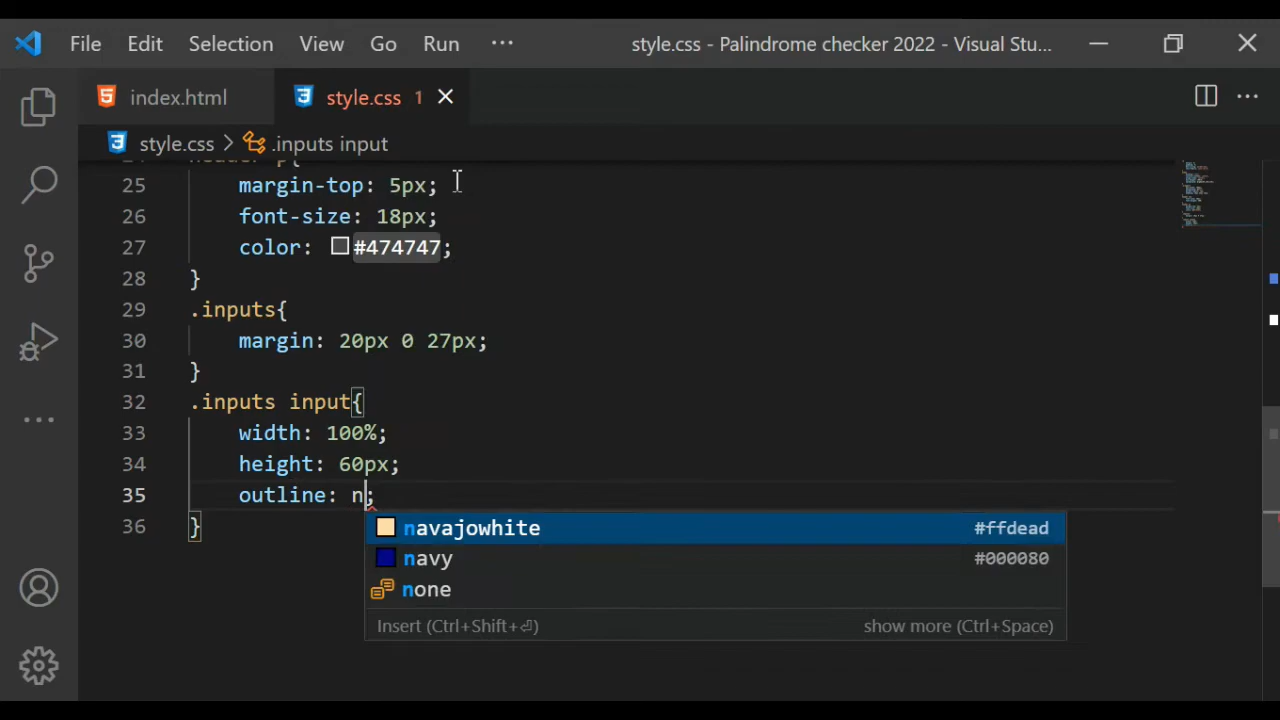 File Edit Selection View Go Run ··· style.css - Palindrome checker 2022 - Visual Stu...
index.html style.css 1
style.css > .inputs input
25 margin-top: 5px;
26 font-size: 18px;
27 color: #474747;
28 }
29 .inputs{
30 margin: 20px 0 27px;
31 }
32 .inputs input{
33 width: 100%;
34 height: 60px;
35 outline: n;
36 }
navajowhite #ffdead
navy #000080
none
Insert (Ctrl+Shift+⏎) show more (Ctrl+Space)